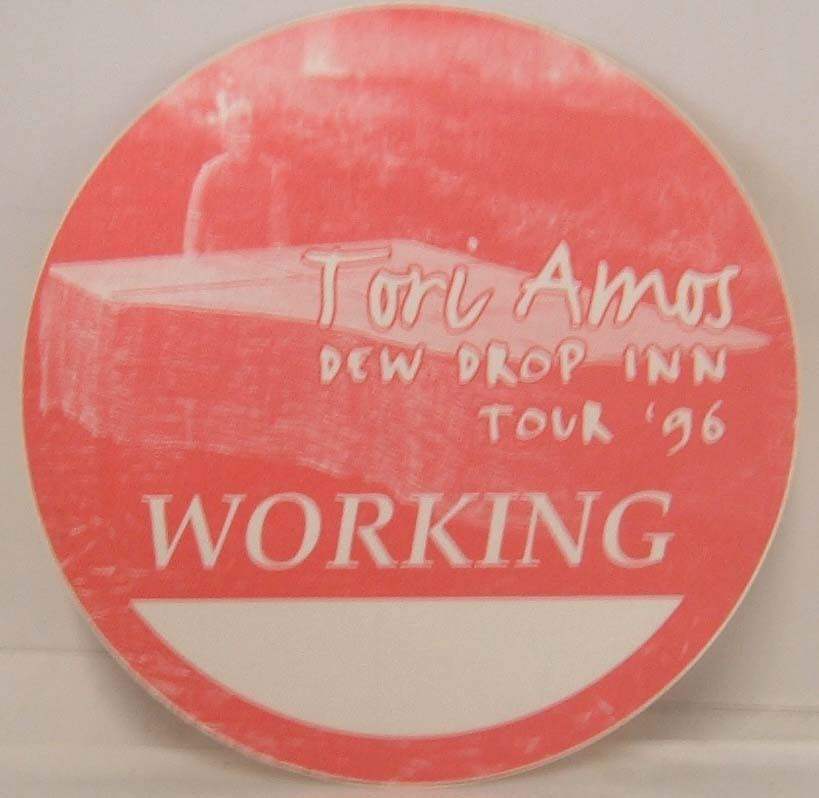 Tori Amos
DEW DROP INN
TOUR '96
WORKING